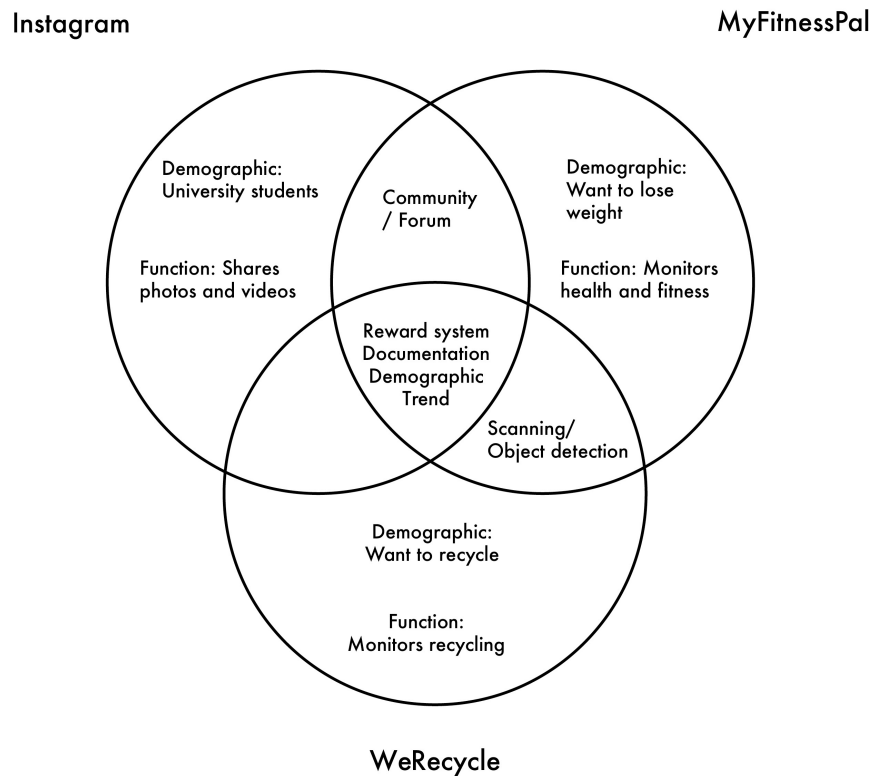 Instagram
MyFitnessPal
Demographic:
University students
Function: Shares
photos and videos
Community
/ Forum
Demographic:
Want to lose
weight
Function: Monitors
health and fitness
Reward system
Documentation
Demographic
Trend
Scanning/
Object detection
Demographic:
Want to recycle
Function:
Monitors recycling
WeRecycle